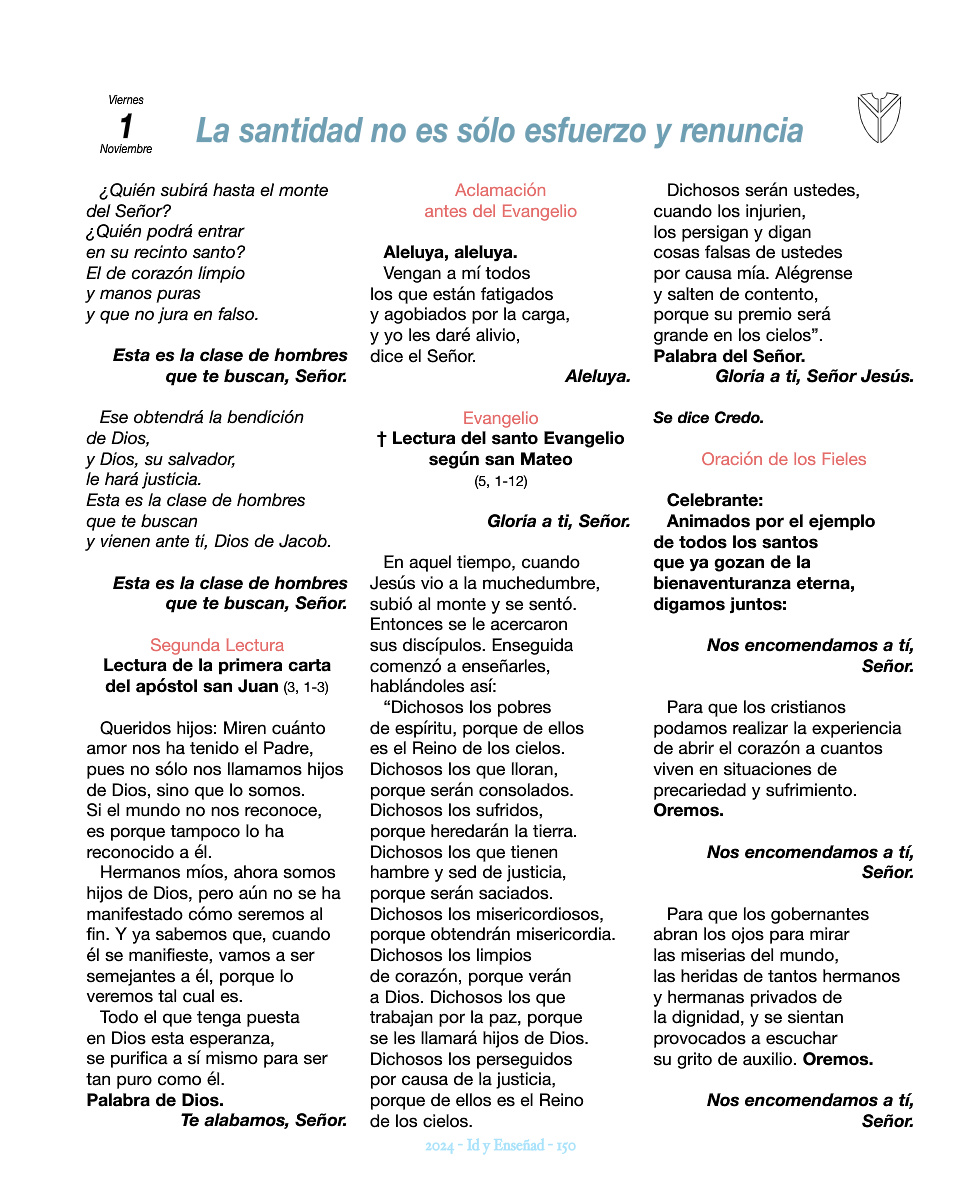 Viernes
1
Noviembre
La santidad no es sólo esfuerzo y renuncia
¿Quién subirá hasta el monte
del Señor?
¿Quién podrá entrar
en su recinto santo?
El de corazón limpio
y manos puras
y que no jura en falso.
Esta es la clase de hombres
que te buscan, Señor.
Ese obtendrá la bendición
de Dios,
y Dios, su salvador,
le hará justicia.
Esta es la clase de hombres
que te buscan
y vienen ante ti, Dios de Jacob.
Esta es la clase de hombres
que te buscan, Señor.
Segunda Lectura
Lectura de la primera carta
del apóstol san Juan (3, 1-3)
Queridos hijos: Miren cuánto
amor nos ha tenido el Padre,
pues no sólo nos llamamos hijos
de Dios, sino que lo somos.
Si el mundo no nos reconoce,
es porque tampoco lo ha
reconocido a él.
Hermanos míos, ahora somos
hijos de Dios, pero aún no se ha
manifestado cómo seremos al
fin. Y ya sabemos que, cuando
él se manifieste, vamos a ser
semejantes a él, porque lo
veremos tal cual es.
Todo el que tenga puesta
en Dios esta esperanza,
se purifica a sí mismo para ser
tan puro como él.
Palabra de Dios.
Te alabamos, Señor.
Aclamación
antes del Evangelio
Aleluya, aleluya.
Vengan a mí todos
los que están fatigados
y agobiados por la carga,
y yo les daré alivio,
dice el Señor.
Aleluya.
Evangelio
† Lectura del santo Evangelio
según san Mateo
(5, 1-12)
Gloria a ti, Señor.
En aquel tiempo, cuando
Jesús vio a la muchedumbre,
subió al monte y se sentó.
Entonces se le acercaron
sus discípulos. Enseguida
comenzó a enseñarles,
hablándoles así:
“Dichosos los pobres
de espíritu, porque de ellos
es el Reino de los cielos.
Dichosos los que lloran,
porque serán consolados.
Dichosos los sufridos,
porque heredarán la tierra.
Dichosos los que tienen
hambre y sed de justicia,
porque serán saciados.
Dichosos los misericordiosos,
porque obtendrán misericordia.
Dichosos los limpios
de corazón, porque verán
a Dios. Dichosos los que
trabajan por la paz, porque
se les llamará hijos de Dios.
Dichosos los perseguidos
por causa de la justicia,
porque de ellos es el Reino
de los cielos.
Dichosos serán ustedes,
cuando los injurien,
los persigan y digan
cosas falsas de ustedes
por causa mía. Alégrense
y salten de contento,
porque su premio será
grande en los cielos”.
Palabra del Señor.
Gloria a ti, Señor Jesús.
Se dice Credo.
Oración de los Fieles
Celebrante:
Animados por el ejemplo
de todos los santos
que ya gozan de la
bienaventuranza eterna,
digamos juntos:
Nos encomendamos a tí,
Señor.
Para que los cristianos
podamos realizar la experiencia
de abrir el corazón a cuantos
viven en situaciones de
precariedad y sufrimiento.
Oremos.
Nos encomendamos a tí,
Señor.
Para que los gobernantes
abran los ojos para mirar
las miserias del mundo,
las heridas de tantos hermanos
y hermanas privados de
la dignidad, y se sientan
provocados a escuchar
su grito de auxilio. Oremos.
Nos encomendamos a tí,
Señor.
2024 - Id y Enseñad - 150